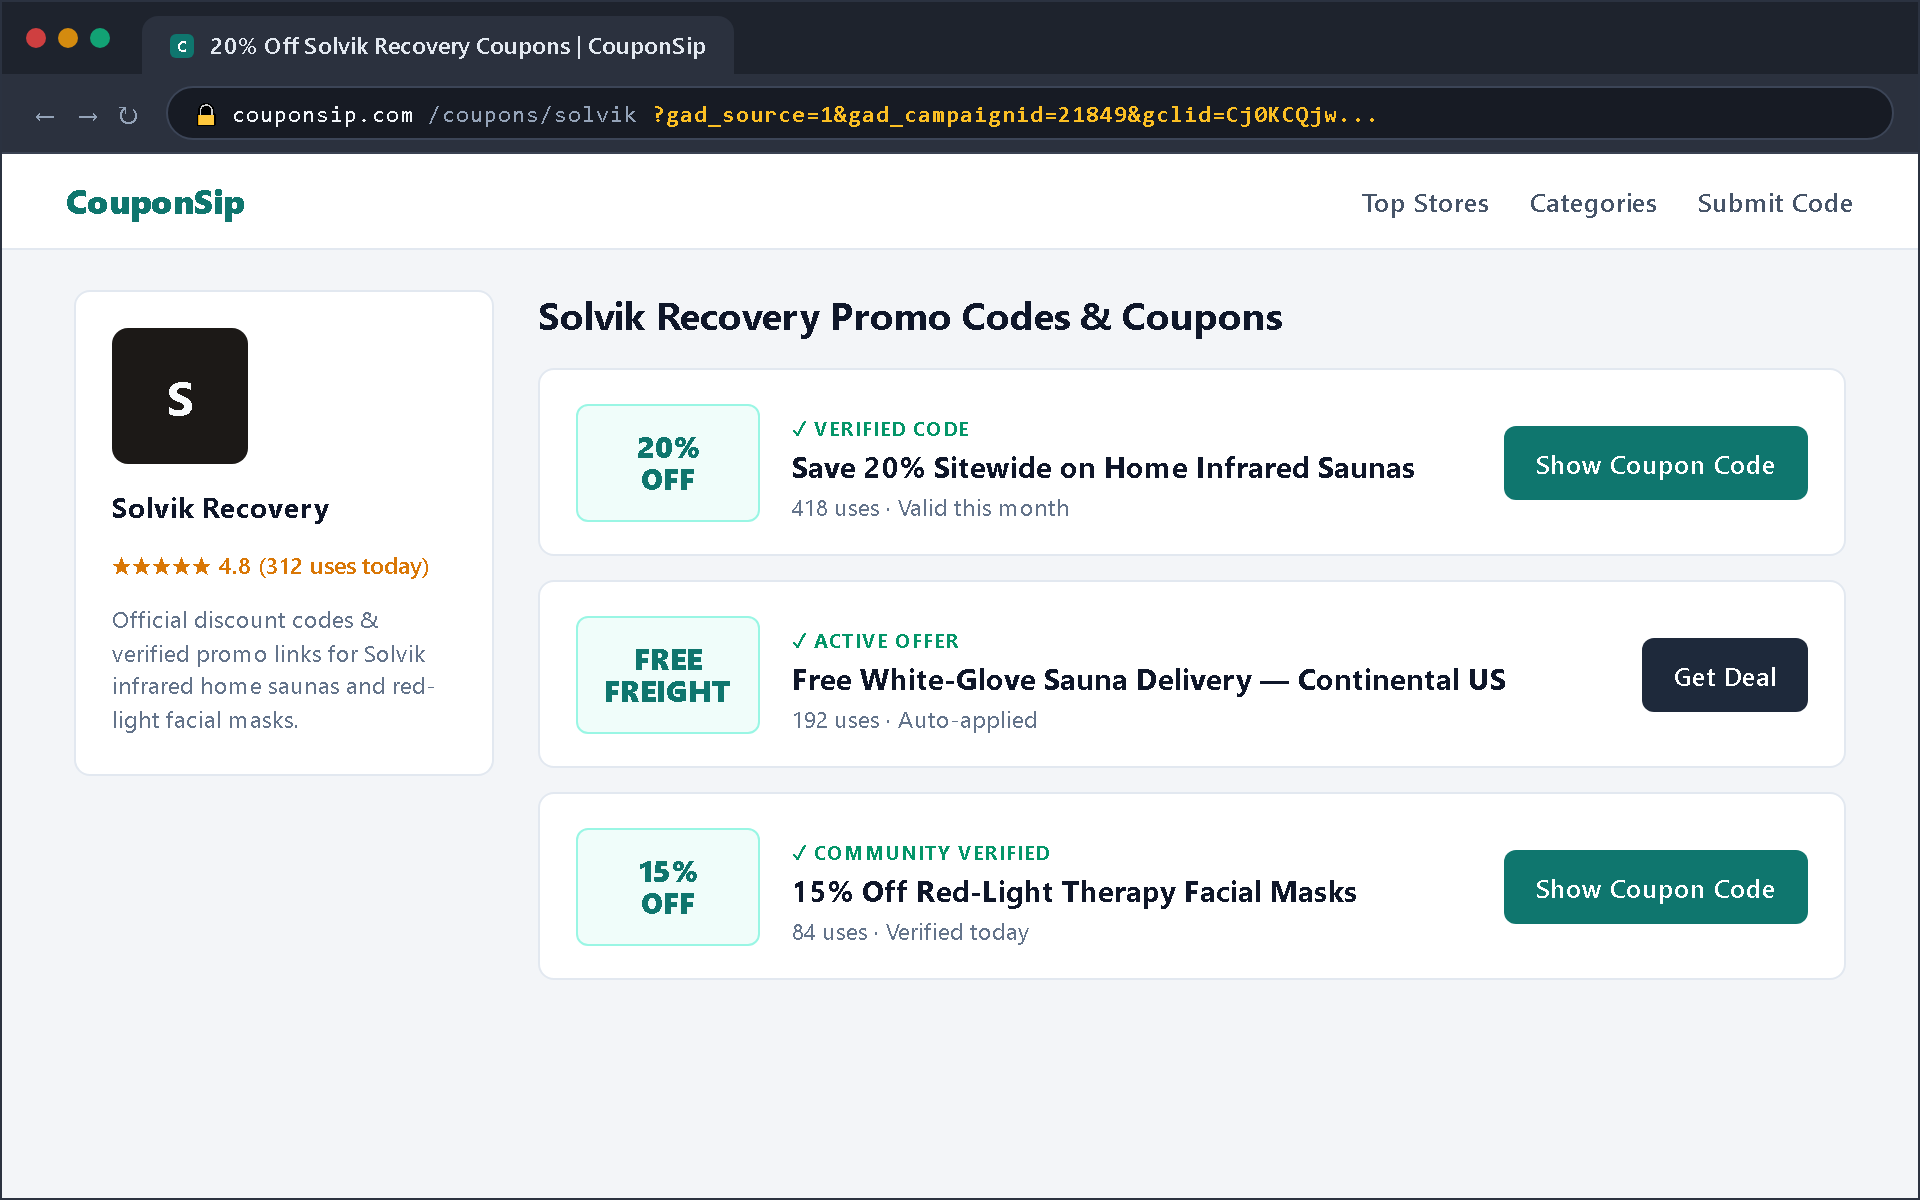 C 20% Off Solvik Recovery Coupons | CouponSip
← → ↻ 🔒 couponsip.com /coupons/solvik ?gad_source=1&gad_campaignid=21849&gclid=Cj0KCQjw...
CouponSip
Top Stores Categories Submit Code
S
Solvik Recovery
★★★★★ 4.8 (312 uses today)
Official discount codes &
verified promo links for Solvik
infrared home saunas and red-
light facial masks.
Solvik Recovery Promo Codes & Coupons
20%
OFF
✓ VERIFIED CODE
Save 20% Sitewide on Home Infrared Saunas
418 uses · Valid this month
Show Coupon Code
FREE
FREIGHT
✓ ACTIVE OFFER
Free White-Glove Sauna Delivery — Continental US
192 uses · Auto-applied
Get Deal
15%
OFF
✓ COMMUNITY VERIFIED
15% Off Red-Light Therapy Facial Masks
84 uses · Verified today
Show Coupon Code